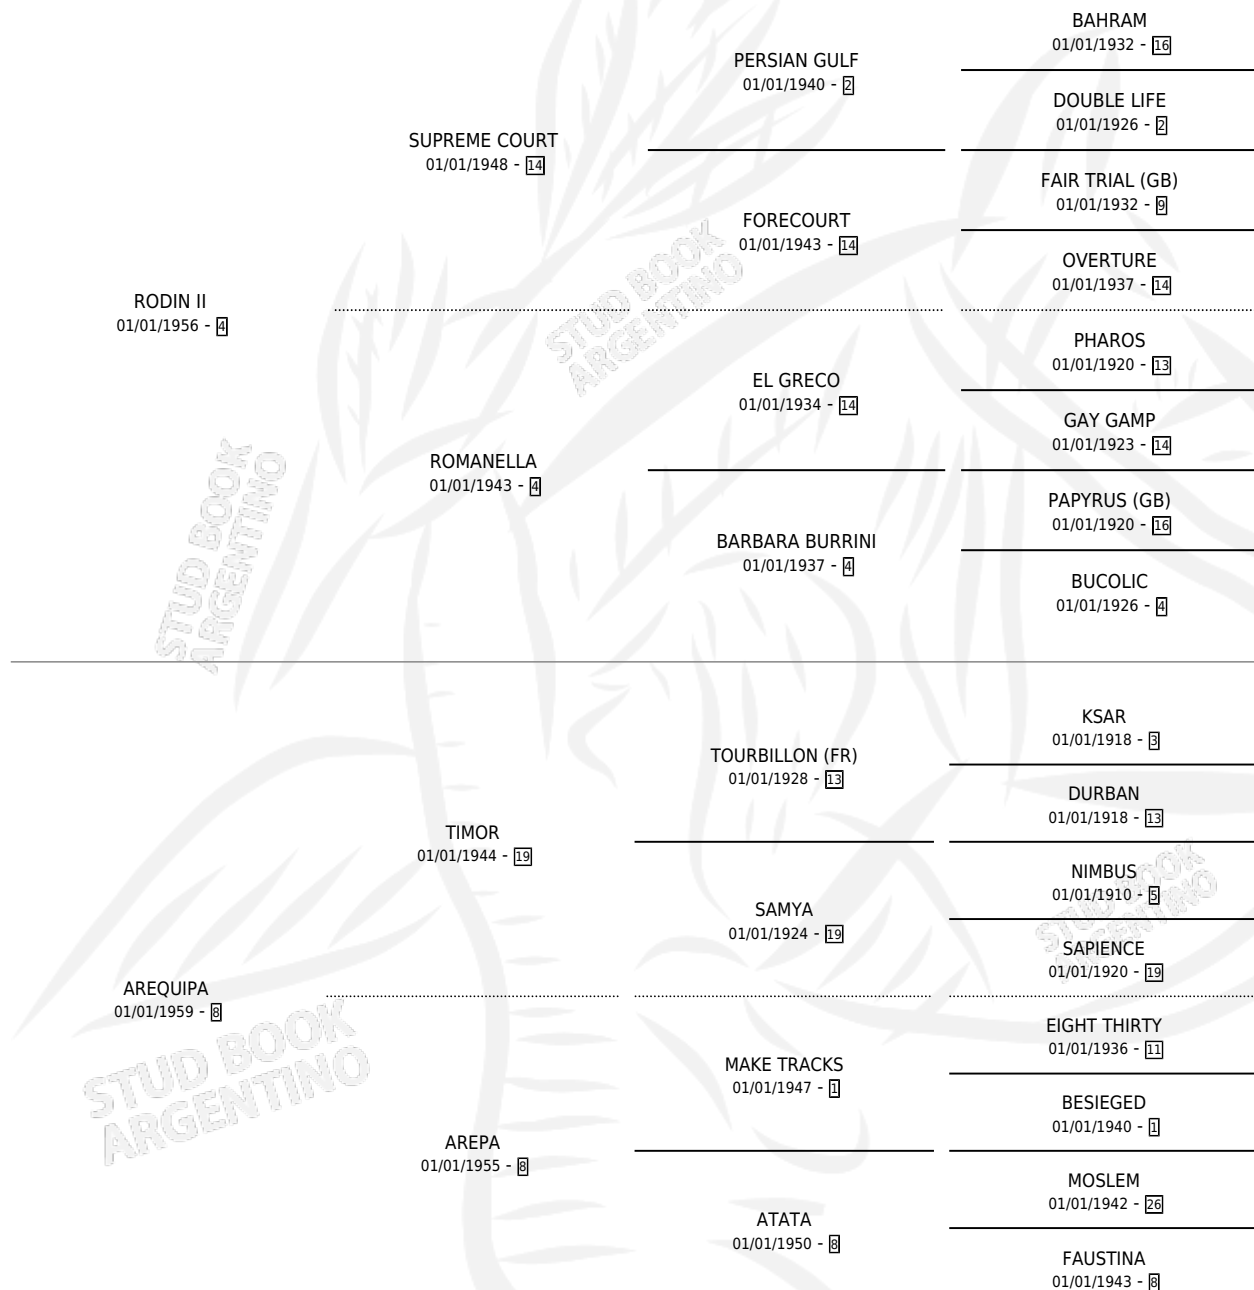 BAHRAM
01/01/1932 - 16
PERSIAN GULF
01/01/1940 - 2
DOUBLE LIFE
01/01/1926 - 2
SUPREME COURT
01/01/1948 - 14
FAIR TRIAL (GB)
01/01/1932 - 9
FORECOURT
01/01/1943 - 14
OVERTURE
01/01/1937 - 14
RODIN II
01/01/1956 - 4
PHAROS
01/01/1920 - 13
EL GRECO
01/01/1934 - 14
GAY GAMP
01/01/1923 - 14
ROMANELLA
01/01/1943 - 4
PAPYRUS (GB)
01/01/1920 - 16
BARBARA BURRINI
01/01/1937 - 4
BUCOLIC
01/01/1926 - 4
STUD BOOK
ARGENTINO
STUD BOOK
ARGENTINO
KSAR
01/01/1918 - 3
TOURBILLON (FR)
01/01/1928 - 13
DURBAN
01/01/1918 - 13
TIMOR
01/01/1944 - 19
NIMBUS
01/01/1910 - 5
SAMYA
01/01/1924 - 19
SAPIENCE
01/01/1920 - 19
AREQUIPA
01/01/1959 - 8
EIGHT THIRTY
01/01/1936 - 11
MAKE TRACKS
01/01/1947 - 1
BESIEGED
01/01/1940 - 1
AREPA
01/01/1955 - 8
MOSLEM
01/01/1942 - 26
ATATA
01/01/1950 - 8
FAUSTINA
01/01/1943 - 8
STUD BOOK
ARGENTINO
STUD BOOK
ARGENTINO